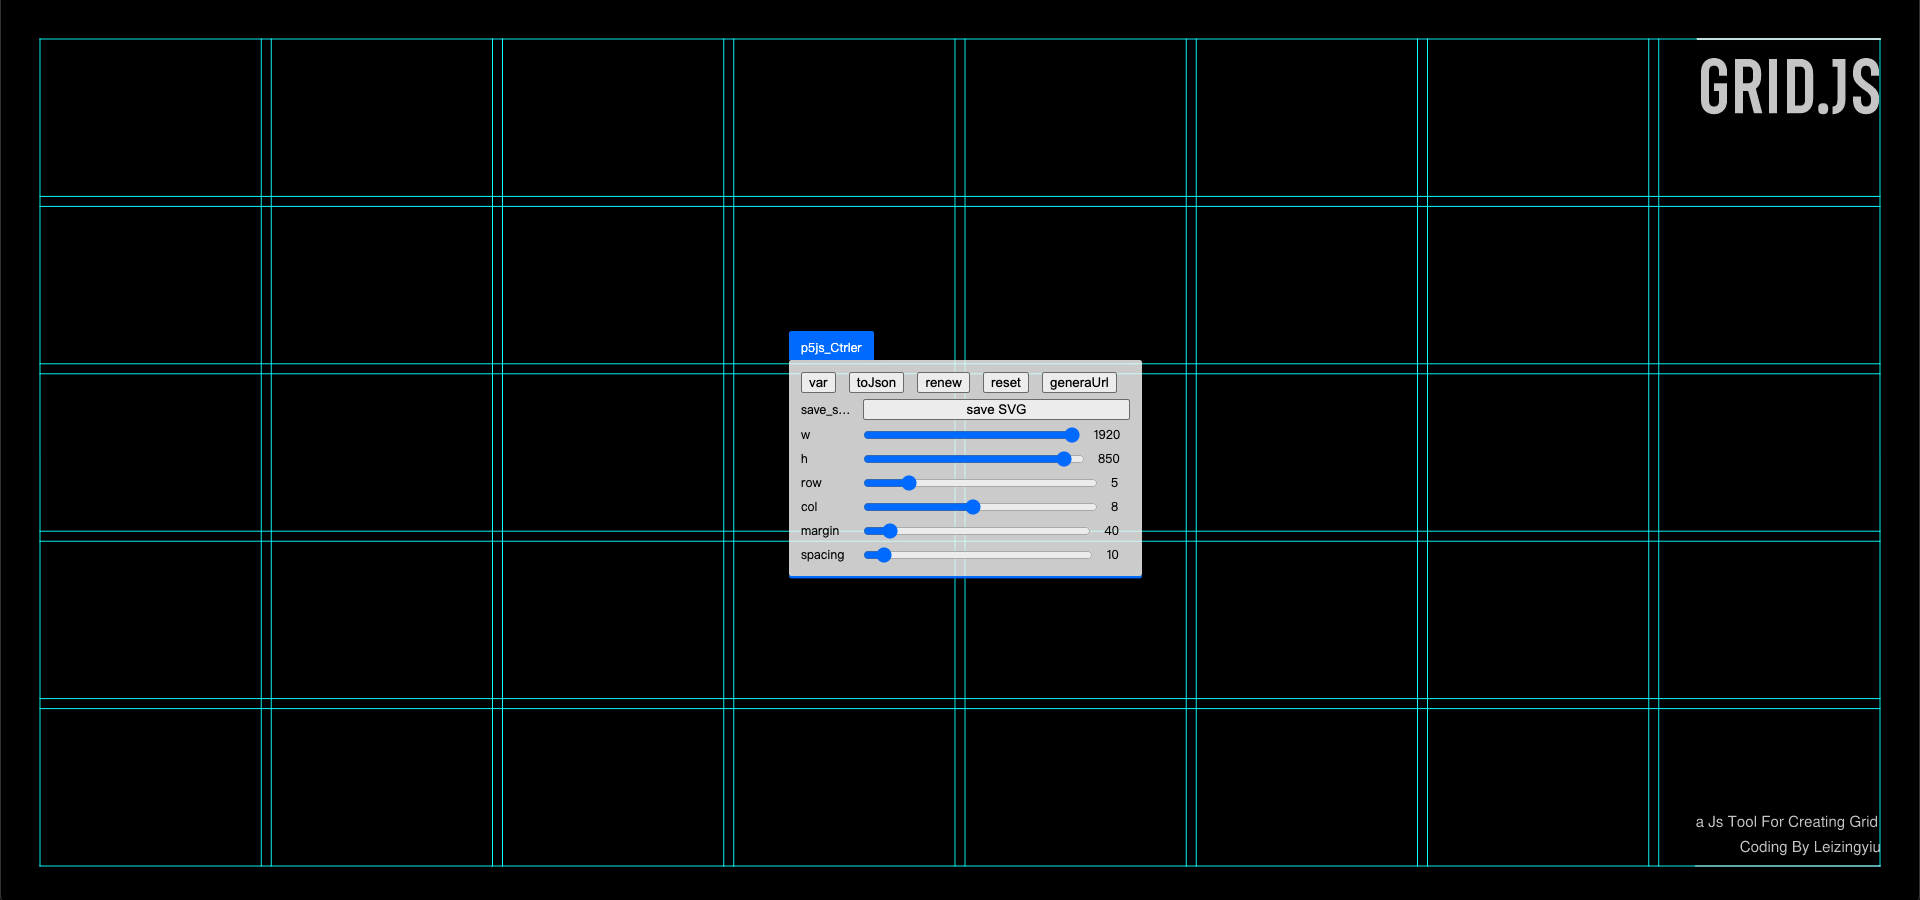 GRID.JS
p5js_Ctrler
var toJson renew reset generaUrl
save_s... save SVG
w 1920
h 850
row 5
col 8
margin 40
spacing 10
a Js Tool For Creating Grid
Coding By Leizingyiu